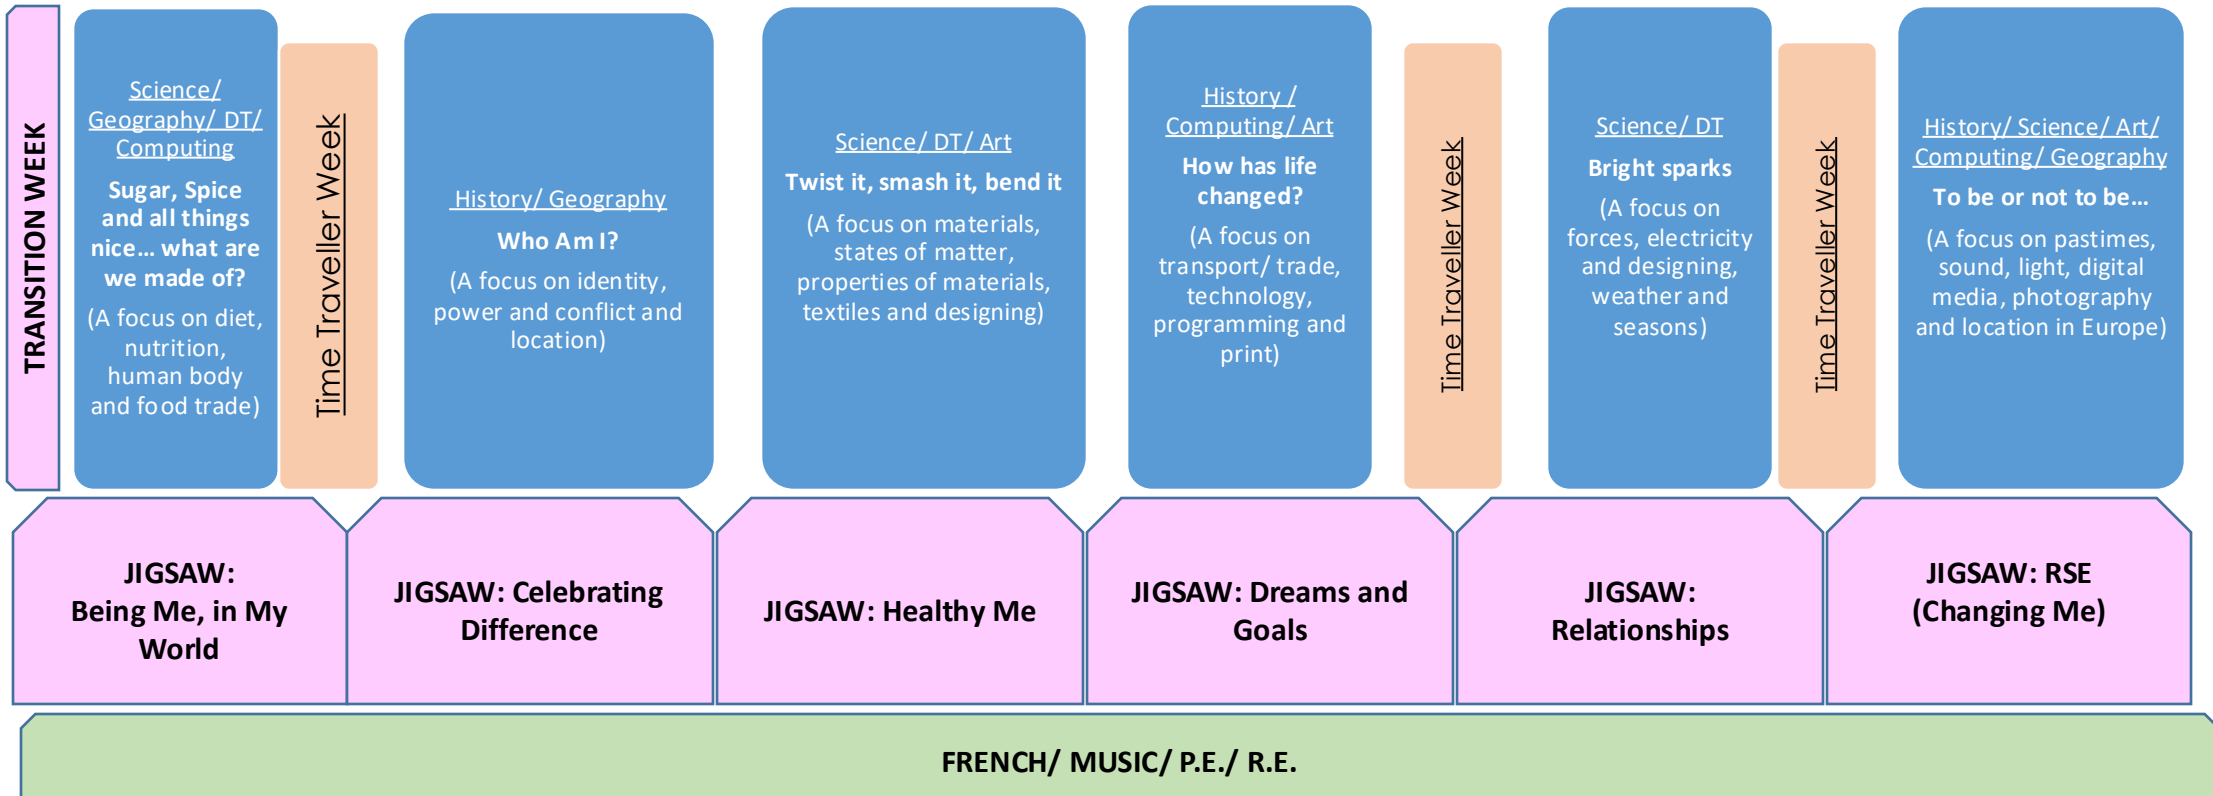 TRANSITION WEEK
Science/
Geography/ DT/
Computing
Sugar, Spice
and all things
nice... what are
we made of?
(A focus on diet,
nutrition,
human body
and food trade)
Time Traveller Week
History/ Geography
Who Am I?
(A focus on identity,
power and conflict and
location)
Science/ DT/ Art
Twist it, smash it, bend it
(A focus on materials,
states of matter,
properties of materials,
textiles and designing)
History /
Computing/ Art
How has life
changed?
(A focus on
transport/ trade,
technology,
programming and
print)
Time Traveller Week
Science/ DT
Bright sparks
(A focus on
forces, electricity
and designing,
weather and
seasons)
Time Traveller Week
History/ Science/ Art/
Computing/ Geography
To be or not to be...
(A focus on pastimes,
sound, light, digital
media, photography
and location in Europe)
JIGSAW:
Being Me, in My
World
JIGSAW: Celebrating
Difference
JIGSAW: Healthy Me
JIGSAW: Dreams and
Goals
JIGSAW:
Relationships
JIGSAW: RSE
(Changing Me)
FRENCH/ MUSIC/ P.E./ R.E.